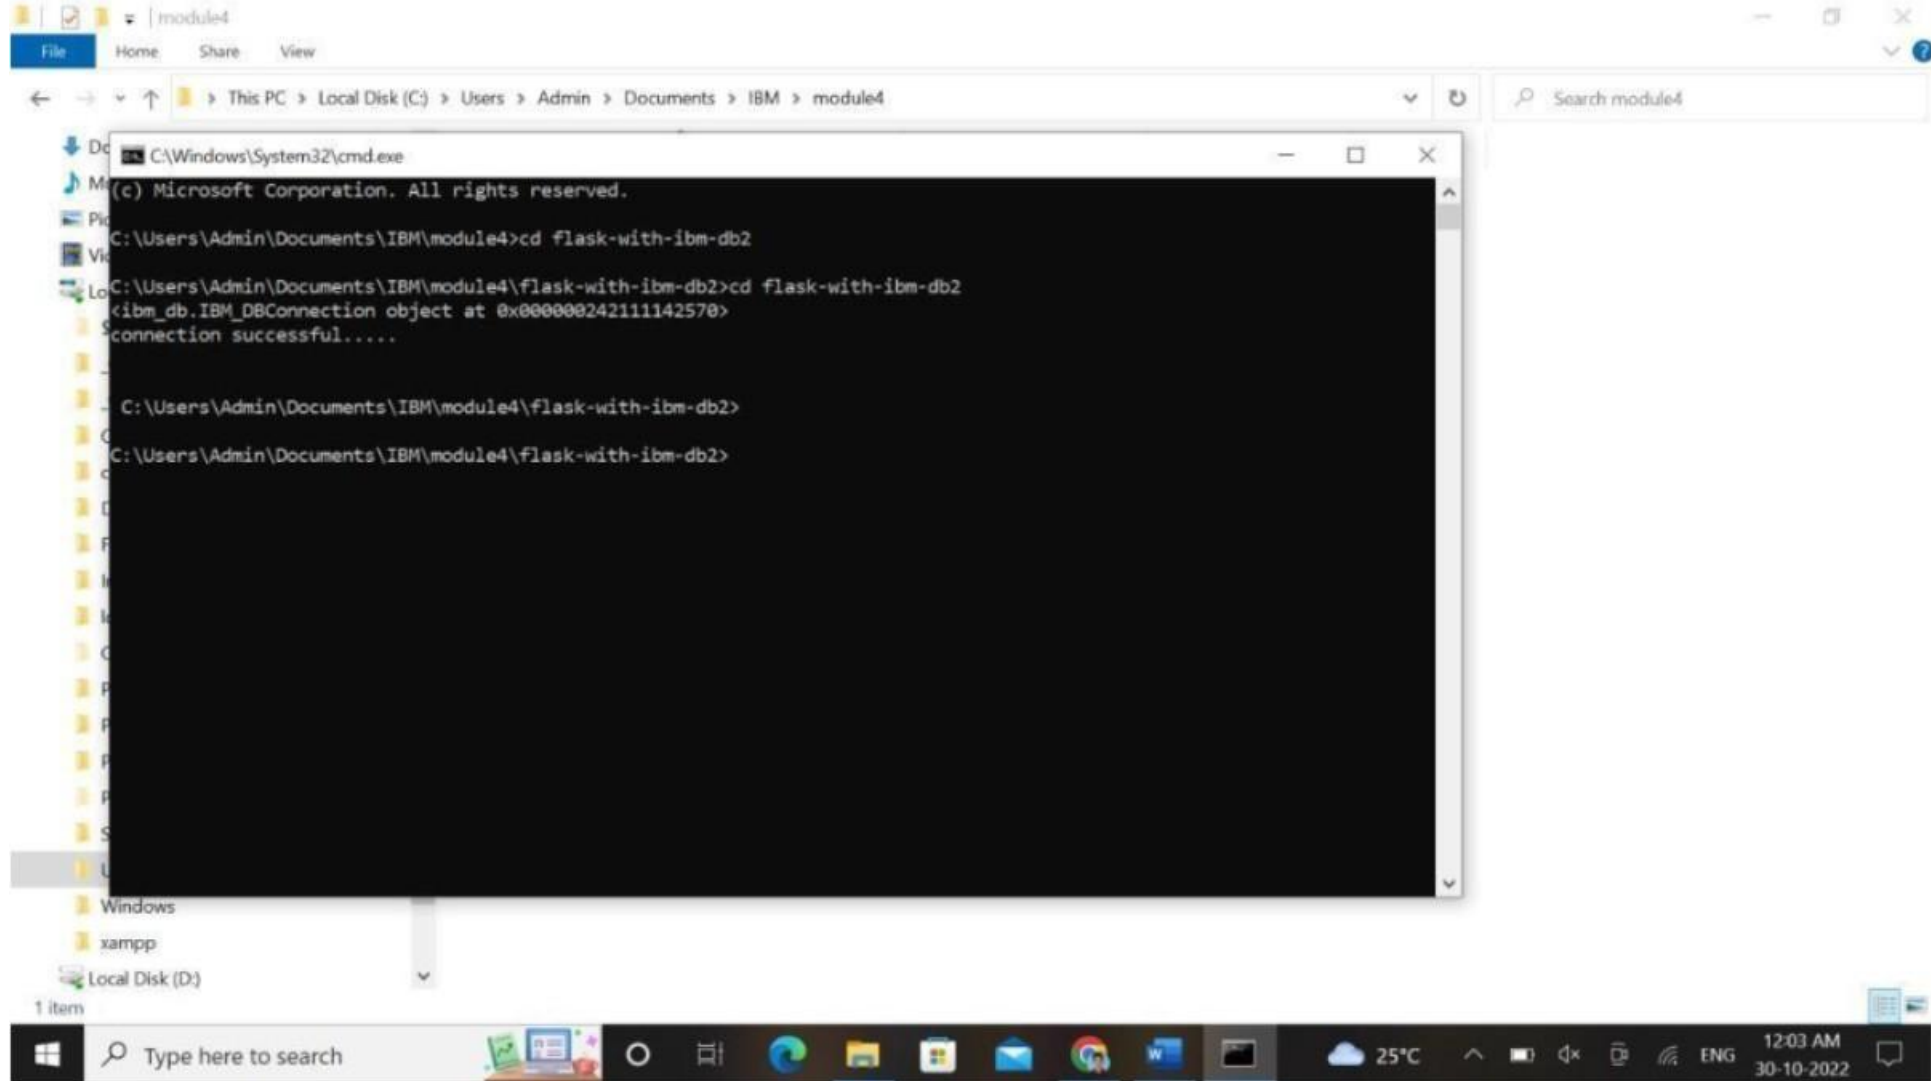 module4
File Home Share View
This PC > Local Disk (C:) > Users > Admin > Documents > IBM > module4
Search module4
C:\Windows\System32\cmd.exe
(c) Microsoft Corporation. All rights reserved.
C:\Users\Admin\Documents\IBM\module4>cd flask-with-ibm-db2
C:\Users\Admin\Documents\IBM\module4\flask-with-ibm-db2>cd flask-with-ibm-db2
<ibm_db.IBM_DBConnection object at 0x000000242111142570>
connection successful.....
C:\Users\Admin\Documents\IBM\module4\flask-with-ibm-db2>
C:\Users\Admin\Documents\IBM\module4\flask-with-ibm-db2>
Windows
xampp
Local Disk (D:)
1 item
Type here to search
25°C
ENG
12:03 AM
30-10-2022